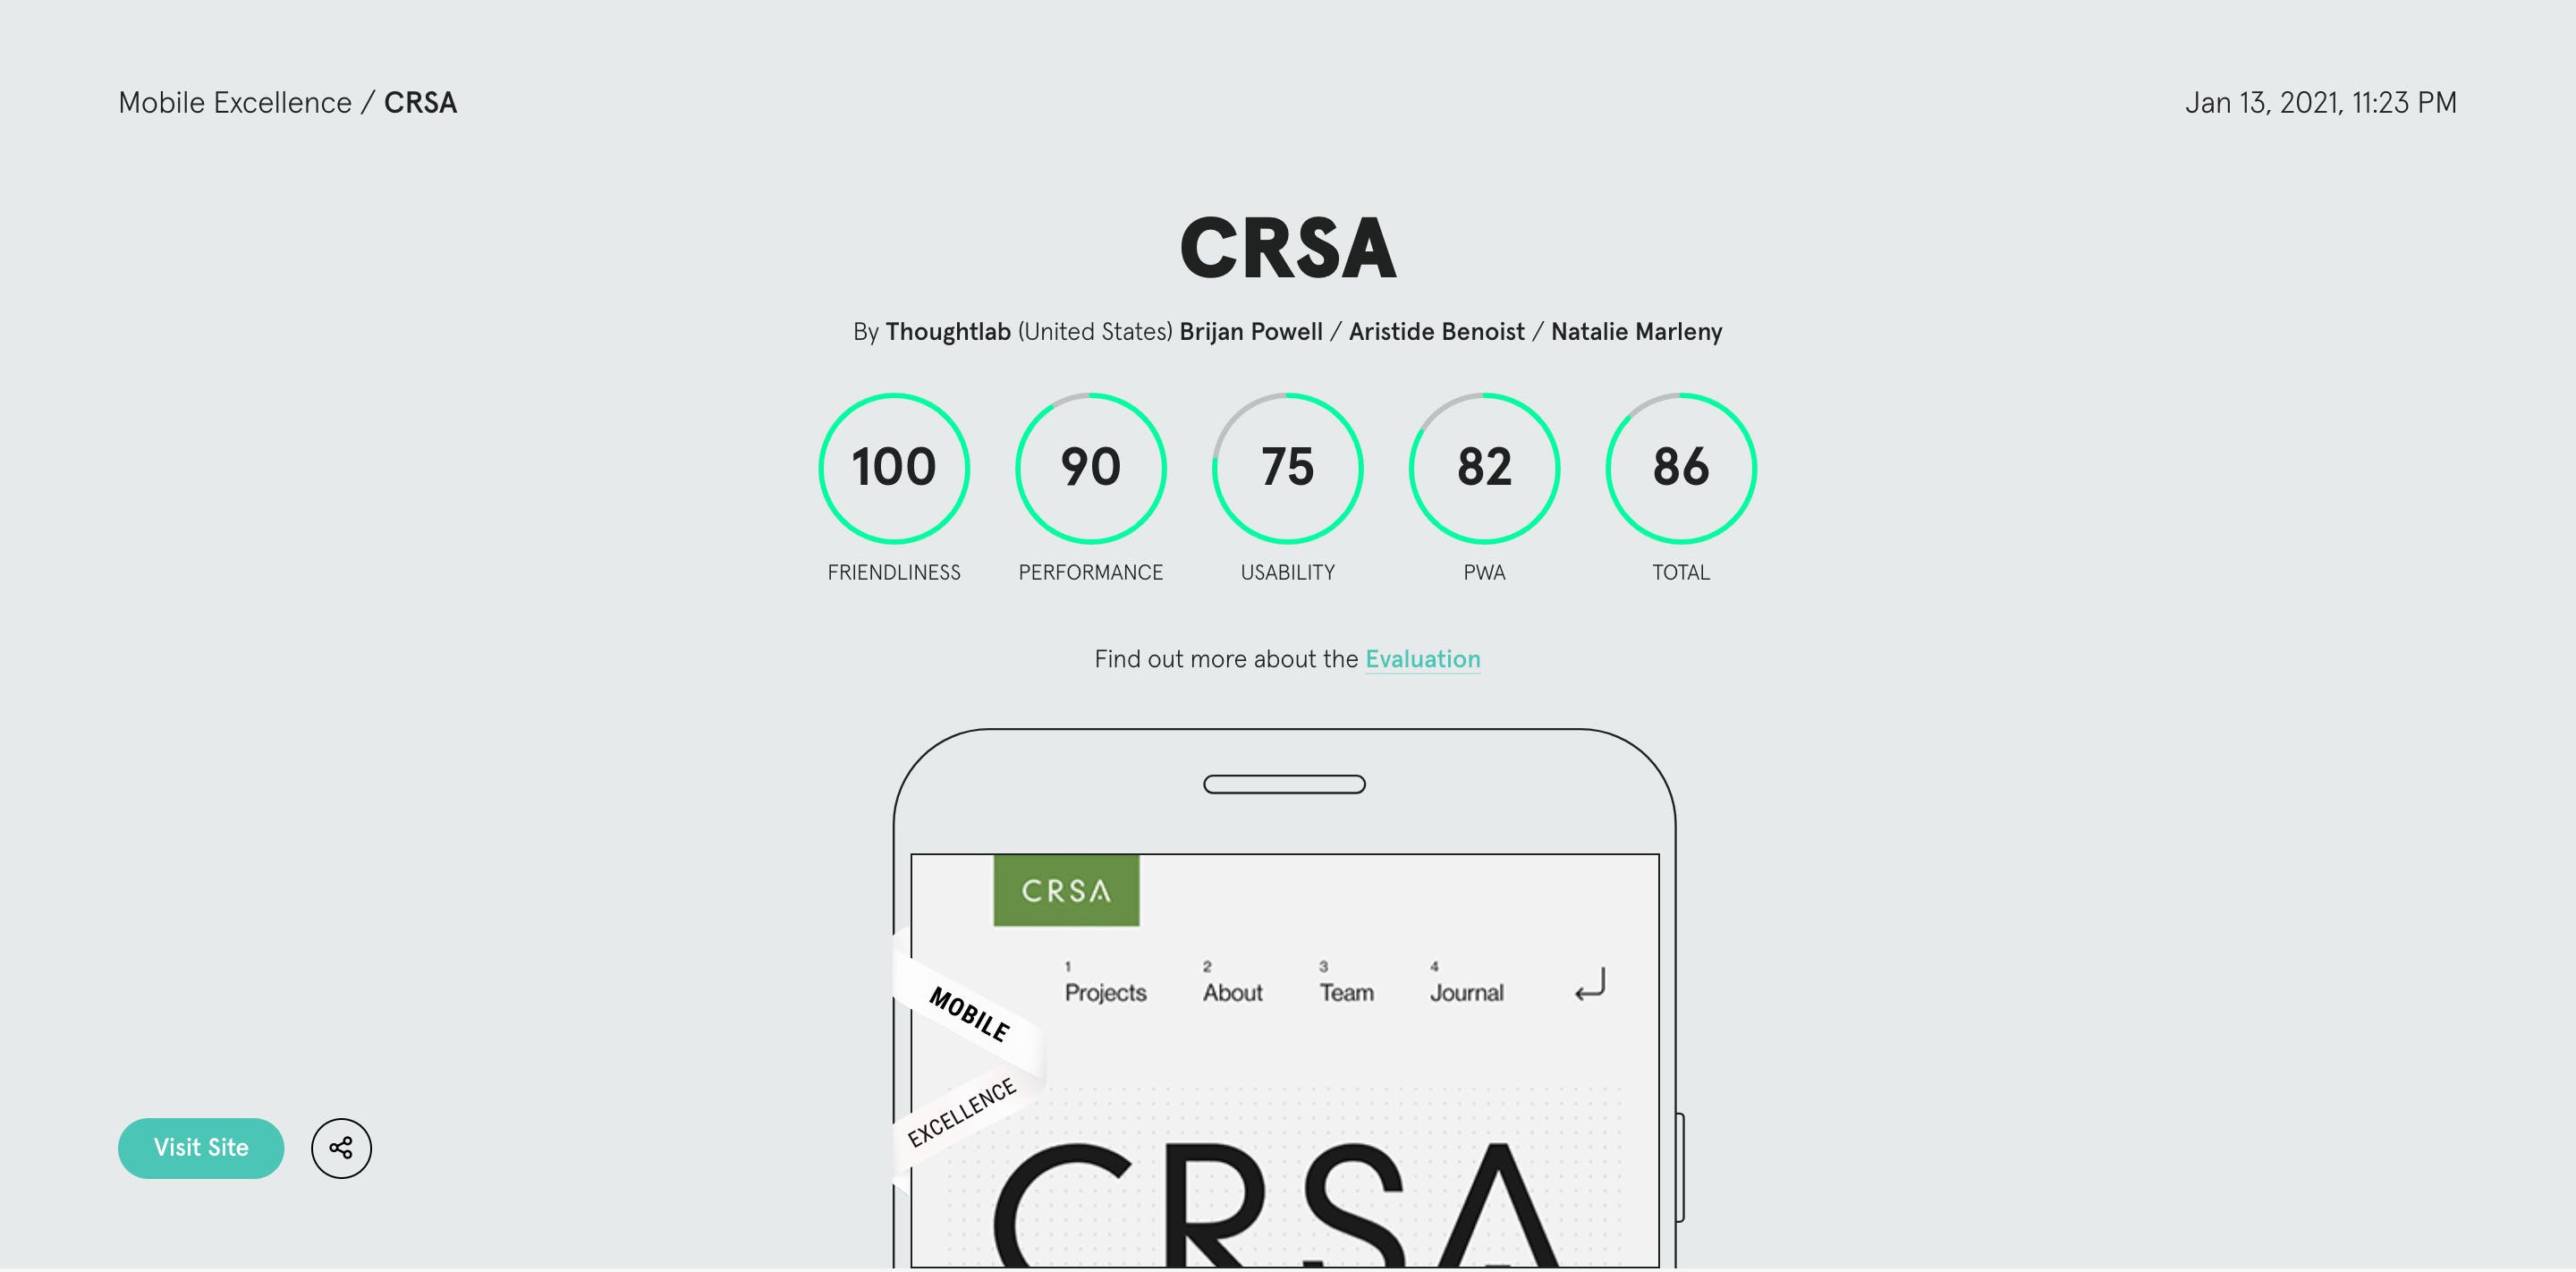 Mobile Excellence / CRSA
Jan 13, 2021, 11:23 PM
CRSA
By Thoughtlab (United States) Brijan Powell / Aristide Benoist / Natalie Marleny
100
90
75
82
86
FRIENDLINESS
PERFORMANCE
USABILITY
PWA
TOTAL
Find out more about the Evaluation
CRSA
1
2
3
4
Projects
About
Team
Journal
MOBILE
EXCELLENCE
CRSA
Visit Site